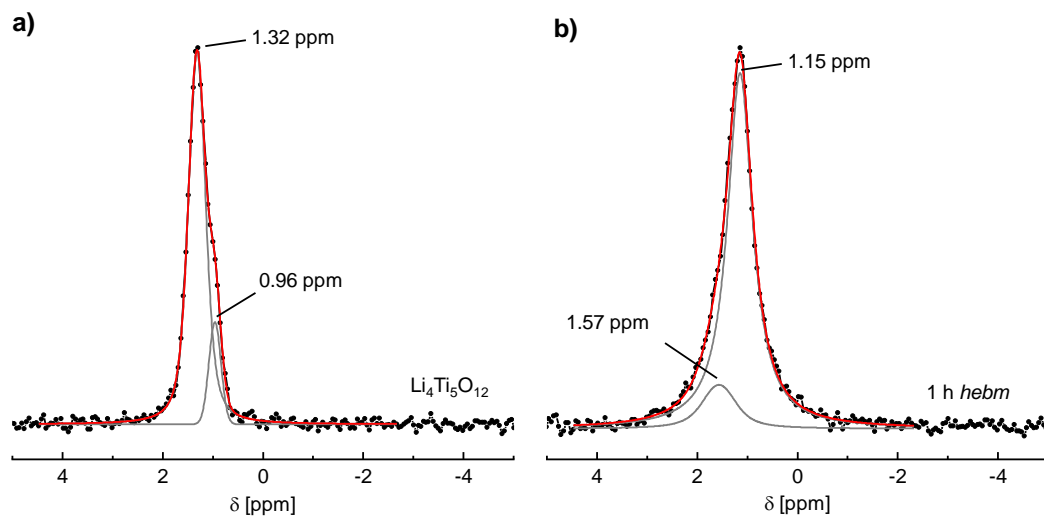 a)
1.32 ppm
0.96 ppm
Li₄Ti₅O₁₂
4 2 0 -2 -4
δ [ppm]
b)
1.15 ppm
1.57 ppm
1 h hebm
4 2 0 -2 -4
δ [ppm]